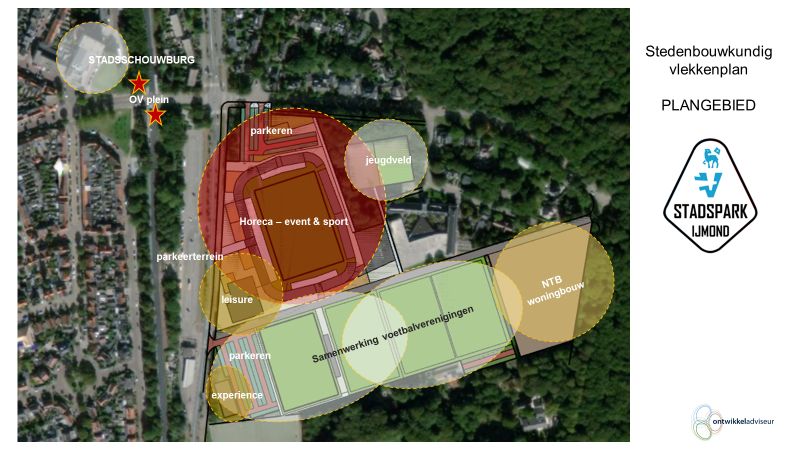 STADSSCHOUWBURG
OV plein
parkeren
jeugdveld
Horeca – event & sport
parkeerterrein
leisure
NTB
woningbouw
Samenwerking voetbalverenigingen
parkeren
experience
Stedenbouwkundig
vlekkenplan
PLANGEBIED
STADSPARK
IJMOND
ontwikkeladviseur